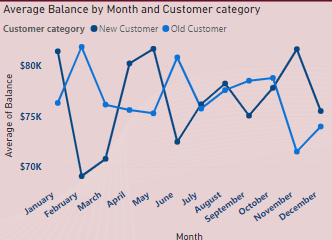 Average Balance by Month and Customer category
Customer category New Customer Old Customer
Average of Balance
$80K
$75K
$70K
January
February
March
April
May
June
July
August
September
October
November
December
Month